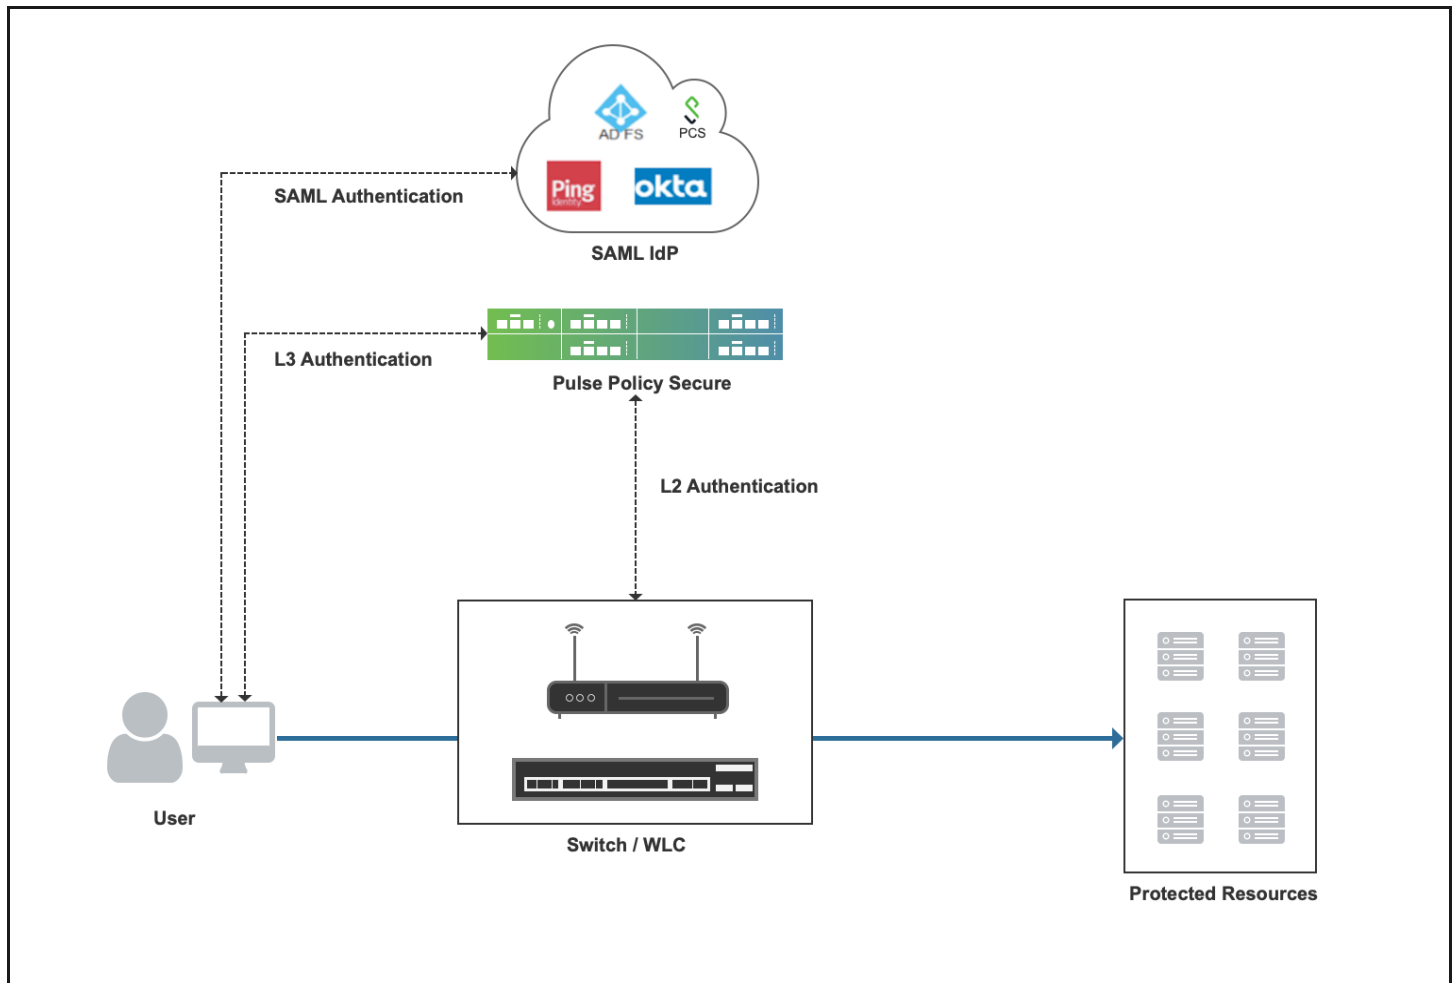 AD FS
PCS
Ping
Identity
okta
SAML IdP
SAML Authentication
L3 Authentication
Pulse Policy Secure
L2 Authentication
User
Switch / WLC
Protected Resources